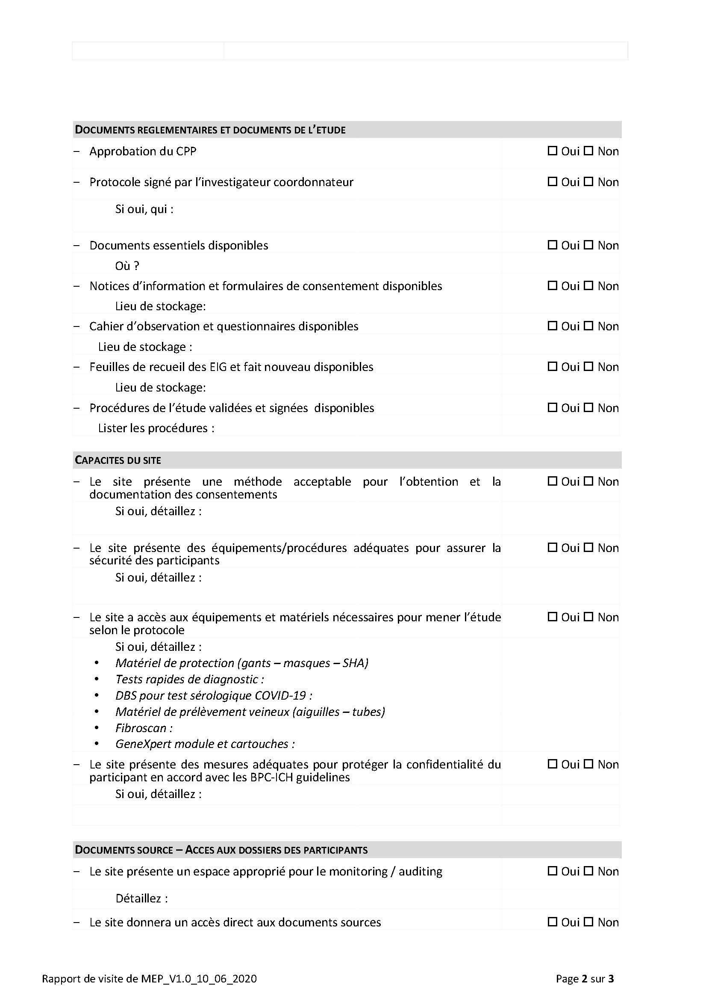 DOCUMENTS REGLEMENTAIRES ET DOCUMENTS DE L’ETUDE
– Approbation du CPP ☐ Oui ☐ Non
– Protocole signé par l’investigateur coordonnateur ☐ Oui ☐ Non
Si oui, qui :
– Documents essentiels disponibles ☐ Oui ☐ Non
Où ?
– Notices d’information et formulaires de consentement disponibles ☐ Oui ☐ Non
Lieu de stockage:
– Cahier d’observation et questionnaires disponibles ☐ Oui ☐ Non
Lieu de stockage :
– Feuilles de recueil des EIG et fait nouveau disponibles ☐ Oui ☐ Non
Lieu de stockage:
– Procédures de l’étude validées et signées disponibles ☐ Oui ☐ Non
Lister les procédures :
CAPACITES DU SITE
– Le site présente une méthode acceptable pour l’obtention et la ☐ Oui ☐ Non
documentation des consentements
Si oui, détaillez :
– Le site présente des équipements/procédures adéquates pour assurer la ☐ Oui ☐ Non
sécurité des participants
Si oui, détaillez :
– Le site a accès aux équipements et matériels nécessaires pour mener l’étude ☐ Oui ☐ Non
selon le protocole
Si oui, détaillez :
• Matériel de protection (gants – masques – SHA)
• Tests rapides de diagnostic :
• DBS pour test sérologique COVID-19 :
• Matériel de prélèvement veineux (aiguilles – tubes)
• Fibroscan :
• GeneXpert module et cartouches :
– Le site présente des mesures adéquates pour protéger la confidentialité du ☐ Oui ☐ Non
participant en accord avec les BPC-ICH guidelines
Si oui, détaillez :
DOCUMENTS SOURCE – ACCES AUX DOSSIERS DES PARTICIPANTS
– Le site présente un espace approprié pour le monitoring / auditing ☐ Oui ☐ Non
Détaillez :
– Le site donnera un accès direct aux documents sources ☐ Oui ☐ Non
Rapport de visite de MEP_V1.0_10_06_2020 Page 2 sur 3